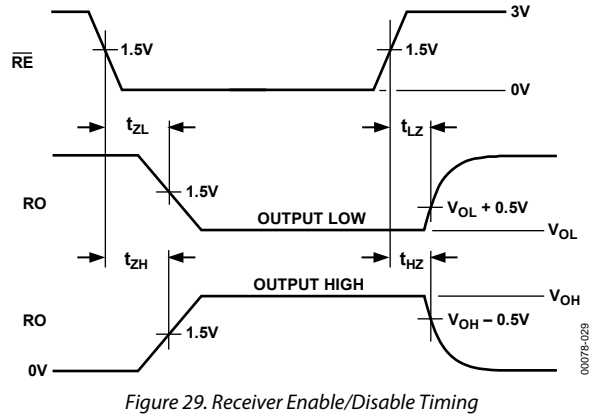 3V
RE
1.5V
1.5V
0V
tZL
tLZ
RO
1.5V
OUTPUT LOW
VOL + 0.5V
VOL
tZH
tHZ
OUTPUT HIGH
VOH
RO
1.5V
VOH – 0.5V
0V
00078-029
Figure 29. Receiver Enable/Disable Timing